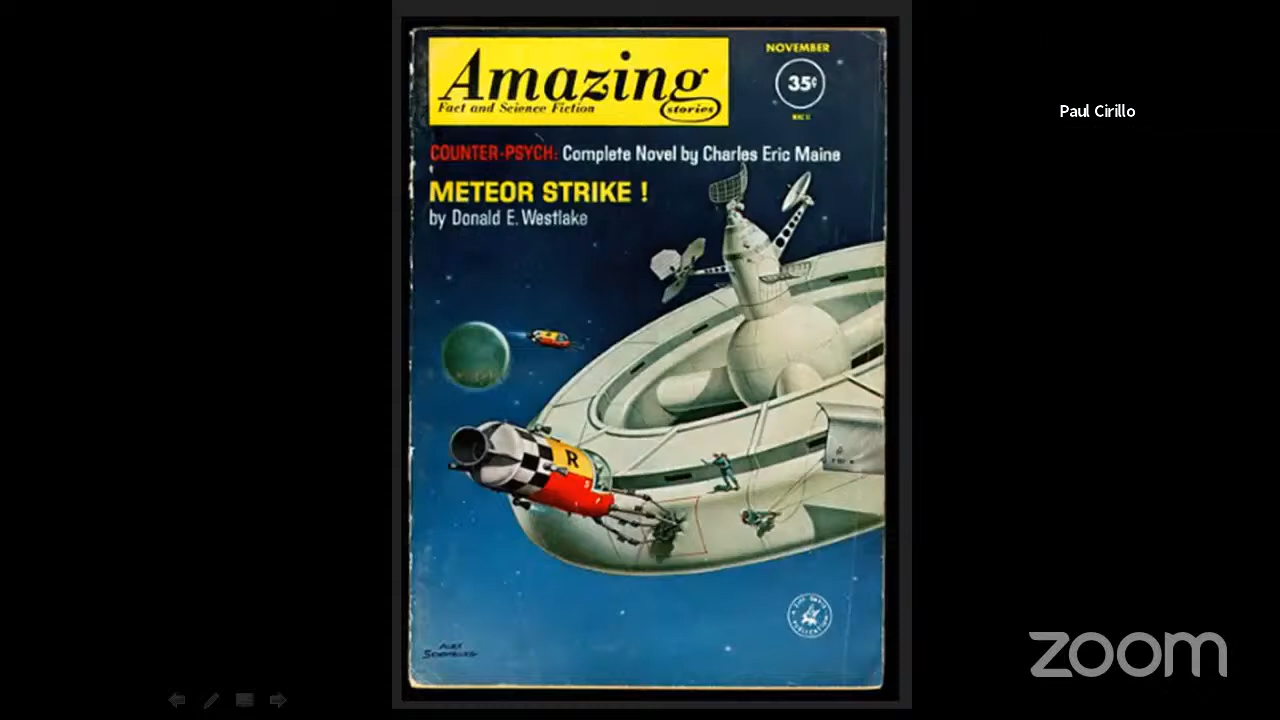 Amazing
Fact and Science Fiction
stories
NOVEMBER
35¢
COUNTER-PSYCH: Complete Novel by Charles Eric Maine
METEOR STRIKE !
by Donald E. Westlake
R
Paul Cirillo
zoom